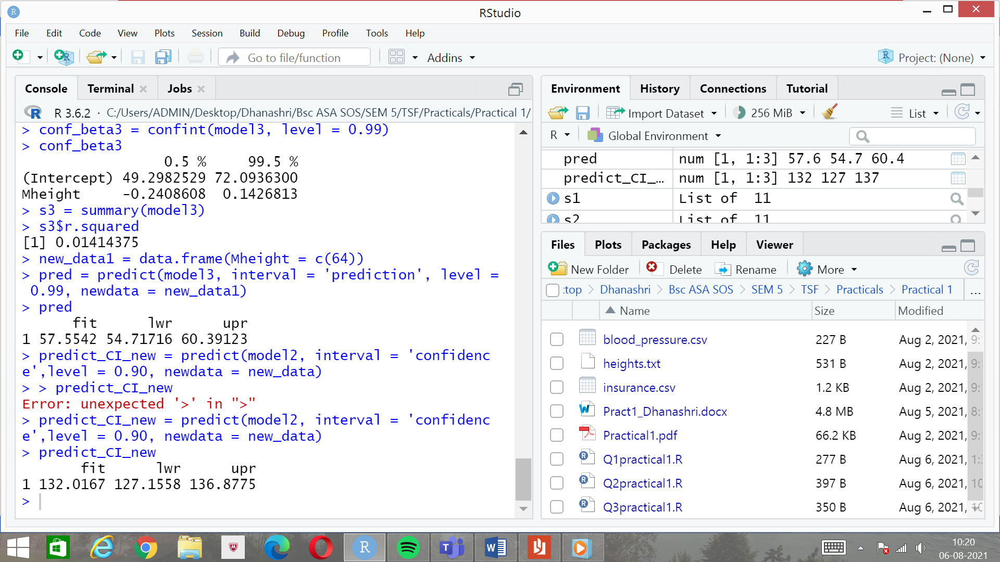 RStudio
File Edit Code View Plots Session Build Debug Profile Tools Help
Go to file/function Addins Project: (None)
Console Terminal Jobs
R 3.6.2 · C:/Users/ADMIN/Desktop/Dhanashri/Bsc ASA SOS/SEM 5/TSF/Practicals/Practical 1/
> conf_beta3 = confint(model3, level = 0.99)
> conf_beta3
0.5 % 99.5 %
(Intercept) 49.2982529 72.0936300
Mheight -0.2408608 0.1426813
> s3 = summary(model3)
> s3$r.squared
[1] 0.01414375
> new_data1 = data.frame(Mheight = c(64))
> pred = predict(model3, interval = 'prediction', level =
0.99, newdata = new_data1)
> pred
fit lwr upr
1 57.5542 54.71716 60.39123
> predict_CI_new = predict(model2, interval = 'confidenc
e',level = 0.90, newdata = new_data)
> > predict_CI_new
Error: unexpected '>' in ">"
> predict_CI_new = predict(model2, interval = 'confidenc
e',level = 0.90, newdata = new_data)
> predict_CI_new
fit lwr upr
1 132.0167 127.1558 136.8775
>
Environment History Connections Tutorial
Import Dataset 256 MiB List
R Global Environment
pred num [1, 1:3] 57.6 54.7 60.4
predict_CI_... num [1, 1:3] 132 127 137
s1 List of 11
s2 List of 11
Files Plots Packages Help Viewer
New Folder Delete Rename More
top > Dhanashri > Bsc ASA SOS > SEM 5 > TSF > Practicals > Practical 1 ...
Name Size Modified
blood_pressure.csv 227 B Aug 2, 2021, 9:
heights.txt 531 B Aug 2, 2021, 9:
insurance.csv 1.2 KB Aug 2, 2021, 9:
Pract1_Dhanashri.docx 4.8 MB Aug 5, 2021, 8:
Practical1.pdf 66.2 KB Aug 2, 2021, 9:
Q1practical1.R 277 B Aug 6, 2021, 1:
Q2practical1.R 397 B Aug 6, 2021, 10
Q3practical1.R 350 B Aug 6, 2021, 10
10:20
06-08-2021